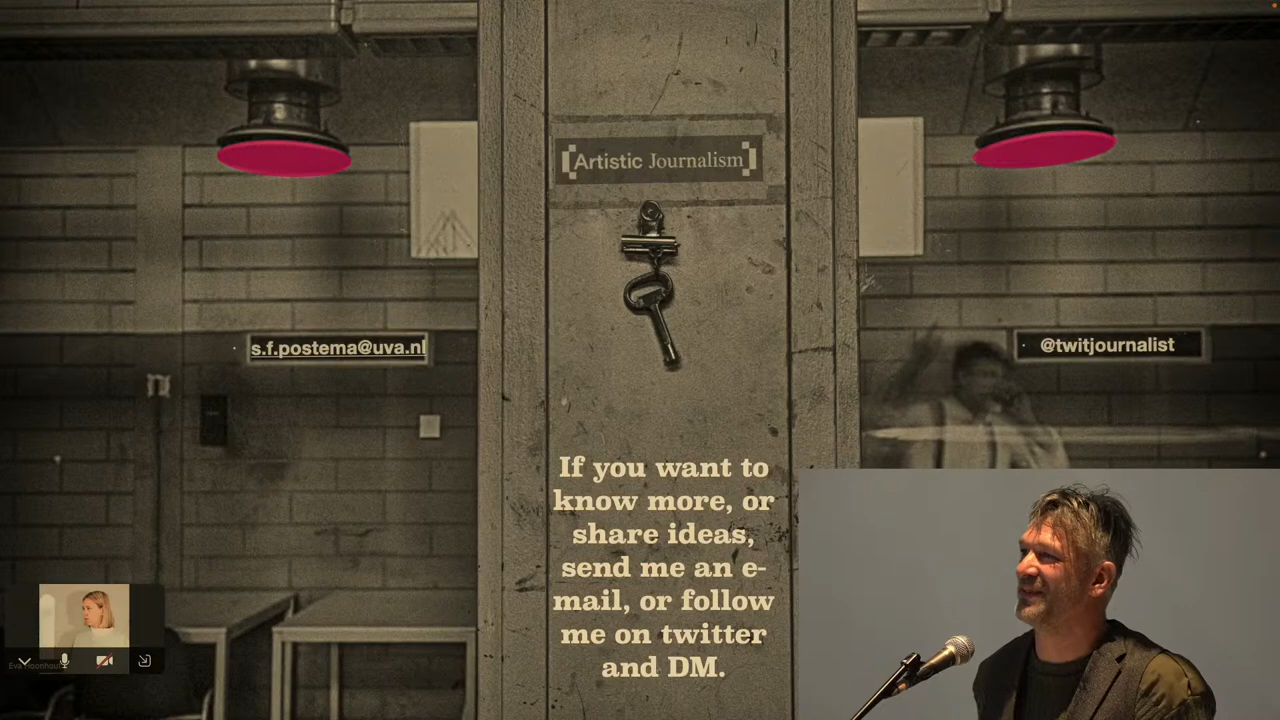 [Artistic Journalism]
s.f.postema@uva.nl
@twitjournalist
If you want to
know more, or
share ideas,
send me an e-
mail, or follow
me on twitter
and DM.